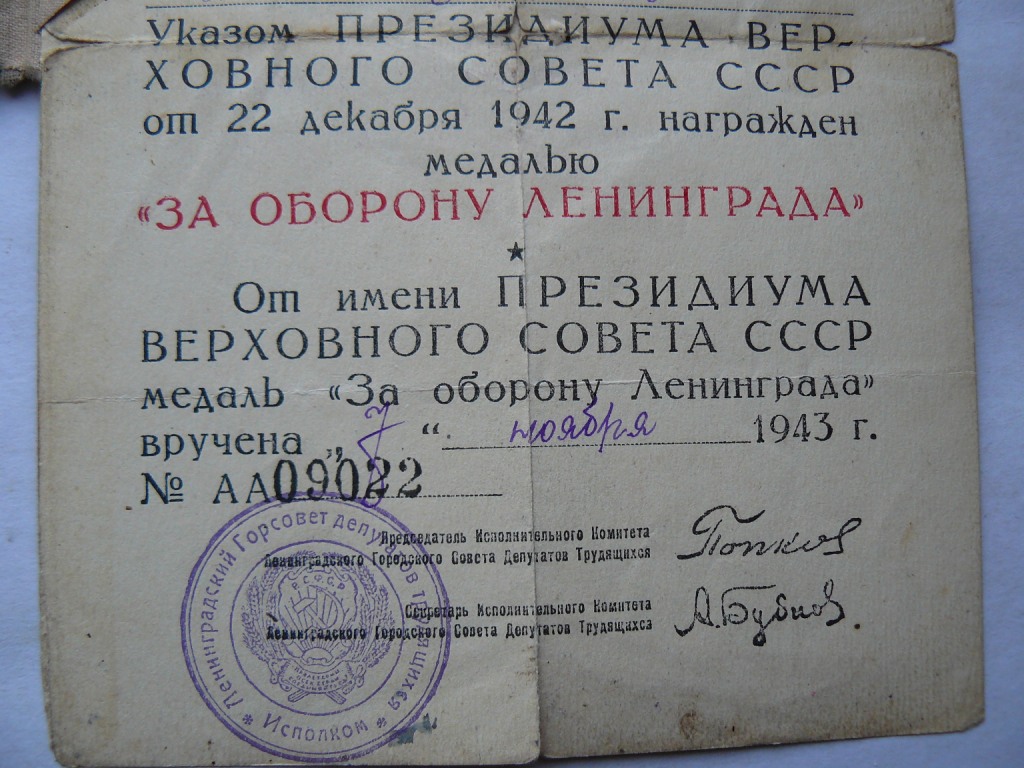 Указом ПРЕЗИДИУМА ВЕР-
ХОВНОГО СОВЕТА СССР
от 22 декабря 1942 г. награжден
медалью
«ЗА ОБОРОНУ ЛЕНИНГРАДА»
От имени ПРЕЗИДИУМА
ВЕРХОВНОГО СОВЕТА СССР
медаль «За оборону Ленинграда»
вручена „7“ ноября 1943 г.
№ АА09022
Председатель Исполнительного Комитета
Ленинградского Городского Совета Депутатов Трудящихся
Попков
Секретарь Исполнительного Комитета
Ленинградского Городского Совета Депутатов Трудящихся
А.Бубнов.
Ленинградский Горсовет депутатов трудящихся
* Исполком *
Р.С.Ф.С.Р